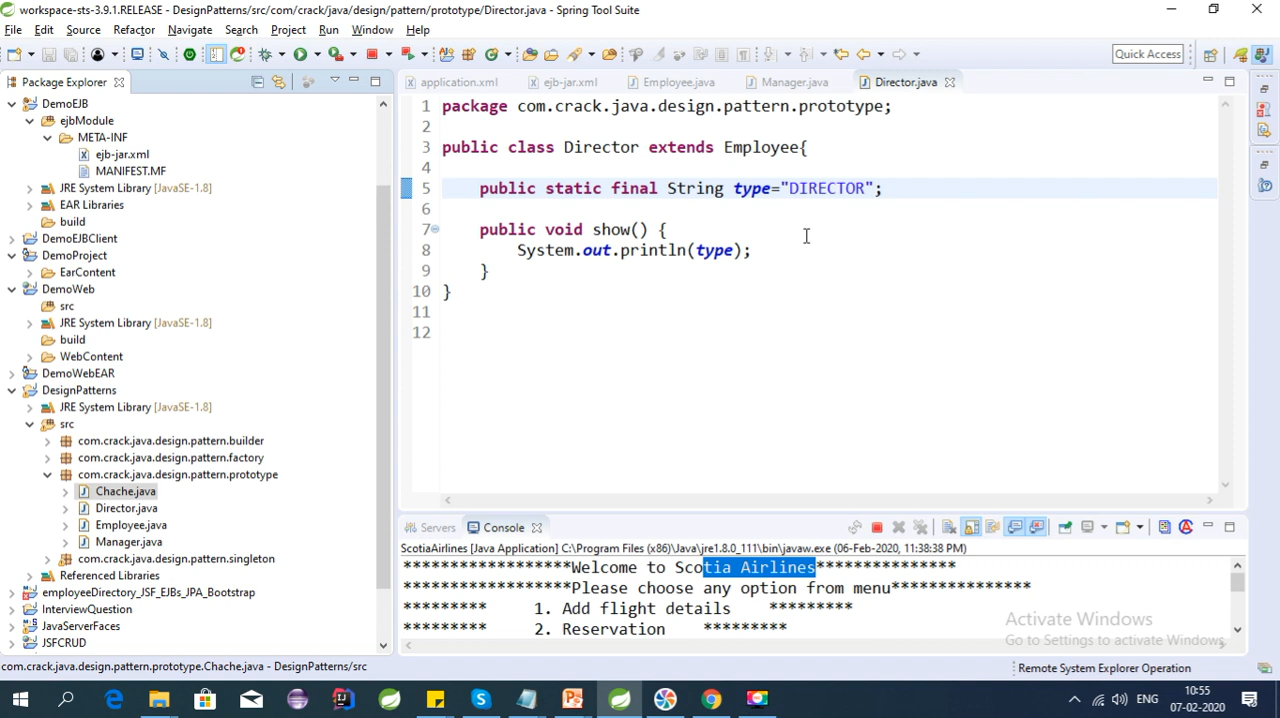 workspace-sts-3.9.1.RELEASE - DesignPatterns/src/com/crack/java/design/pattern/prototype/Director.java - Spring Tool Suite
File Edit Source Refactor Navigate Search Project Run Window Help
Quick Access
Package Explorer
DemoEJB
ejbModule
META-INF
ejb-jar.xml
MANIFEST.MF
JRE System Library [JavaSE-1.8]
EAR Libraries
build
DemoEJBClient
DemoProject
EarContent
DemoWeb
src
JRE System Library [JavaSE-1.8]
build
WebContent
DemoWebEAR
DesignPatterns
JRE System Library [JavaSE-1.8]
src
com.crack.java.design.pattern.builder
com.crack.java.design.pattern.factory
com.crack.java.design.pattern.prototype
Chache.java
Director.java
Employee.java
Manager.java
com.crack.java.design.pattern.singleton
Referenced Libraries
employeeDirectory_JSF_EJBs_JPA_Bootstrap
InterviewQuestion
JavaServerFaces
JSFCRUD
application.xml ejb-jar.xml Employee.java Manager.java Director.java
1 package com.crack.java.design.pattern.prototype;
2
3 public class Director extends Employee{
4
5 public static final String type="DIRECTOR";
6
7 public void show() {
8 System.out.println(type);
9 }
10 }
11
12
Servers Console
ScotiaAirlines [Java Application] C:\Program Files (x86)\Java\jre1.8.0_111\bin\javaw.exe (06-Feb-2020, 11:38:38 PM)
******************Welcome to Scotia Airlines***************
******************Please choose any option from menu***************
********* 1. Add flight details *********
********* 2. Reservation *********
Activate Windows
Go to Settings to activate Windows.
com.crack.java.design.pattern.prototype.Chache.java - DesignPatterns/src
Remote System Explorer Operation
ENG
10:55
07-02-2020